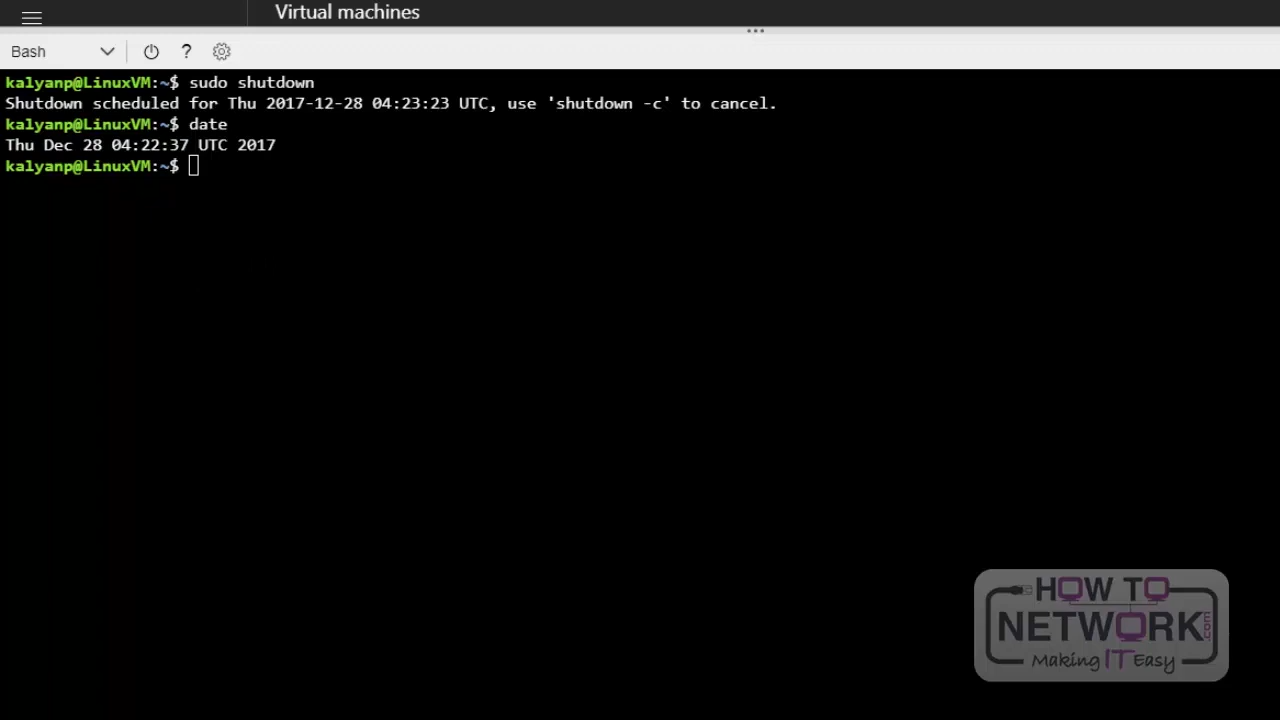 Virtual machines
Bash
?
kalyanp@LinuxVM:~$ sudo shutdown
Shutdown scheduled for Thu 2017-12-28 04:23:23 UTC, use 'shutdown -c' to cancel.
kalyanp@LinuxVM:~$ date
Thu Dec 28 04:22:37 UTC 2017
kalyanp@LinuxVM:~$
HOW TO
NETWORK.com
Making IT Easy